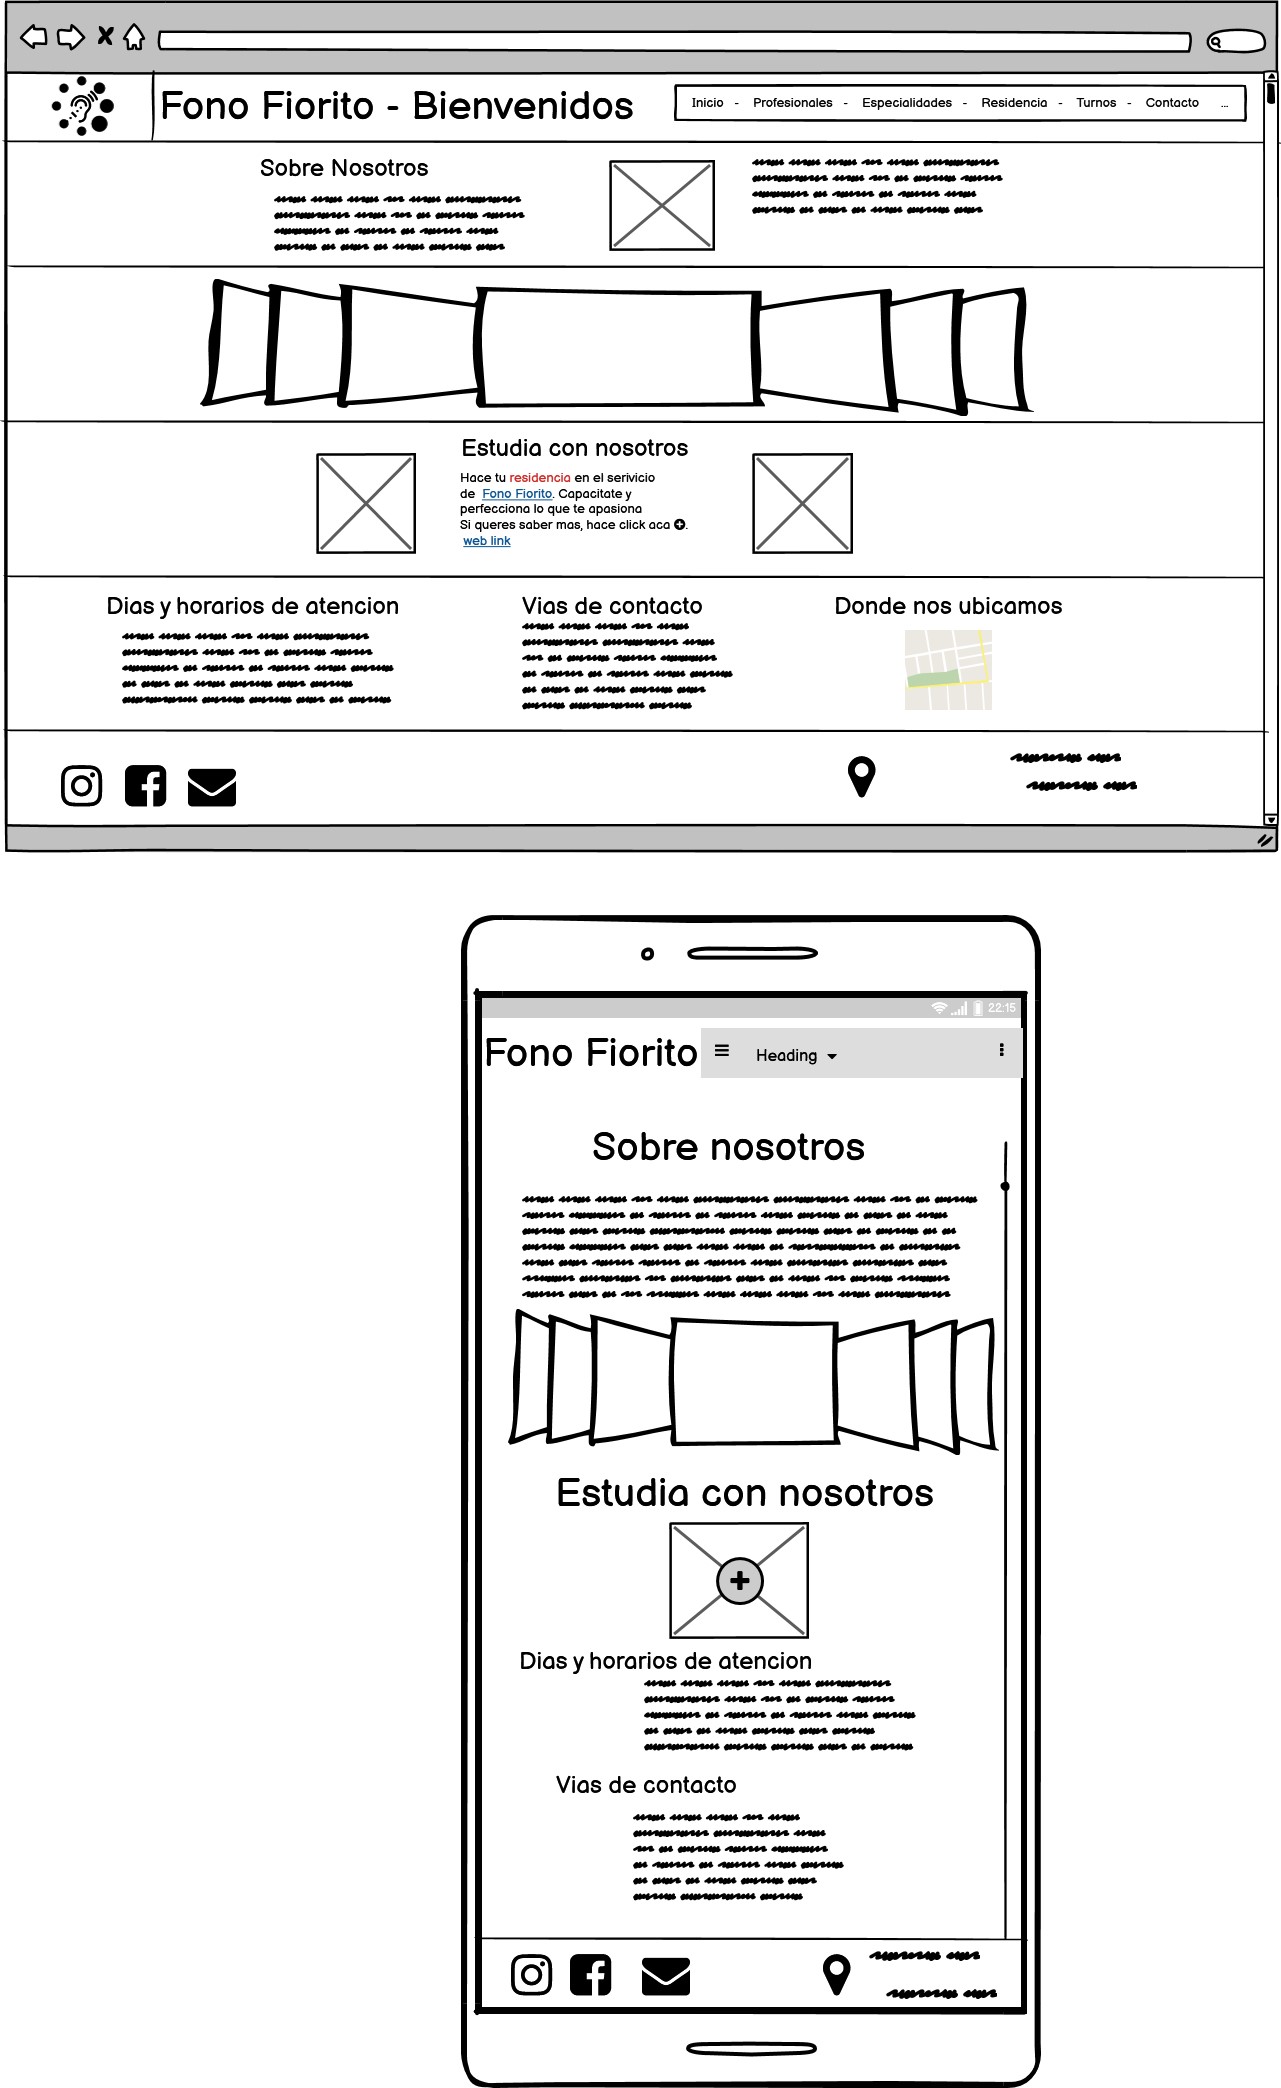 Fono Fiorito - Bienvenidos
Inicio - Profesionales - Especialidades - Residencia - Turnos - Contacto ...
Sobre Nosotros
Estudia con nosotros
Hace tu residencia en el serivicio
de Fono Fiorito. Capacitate y
perfecciona lo que te apasiona
Si queres saber mas, hace click aca .
web link
Dias y horarios de atencion
Vias de contacto
Donde nos ubicamos
22:15
Fono Fiorito
Heading
Sobre nosotros
Estudia con nosotros
Dias y horarios de atencion
Vias de contacto